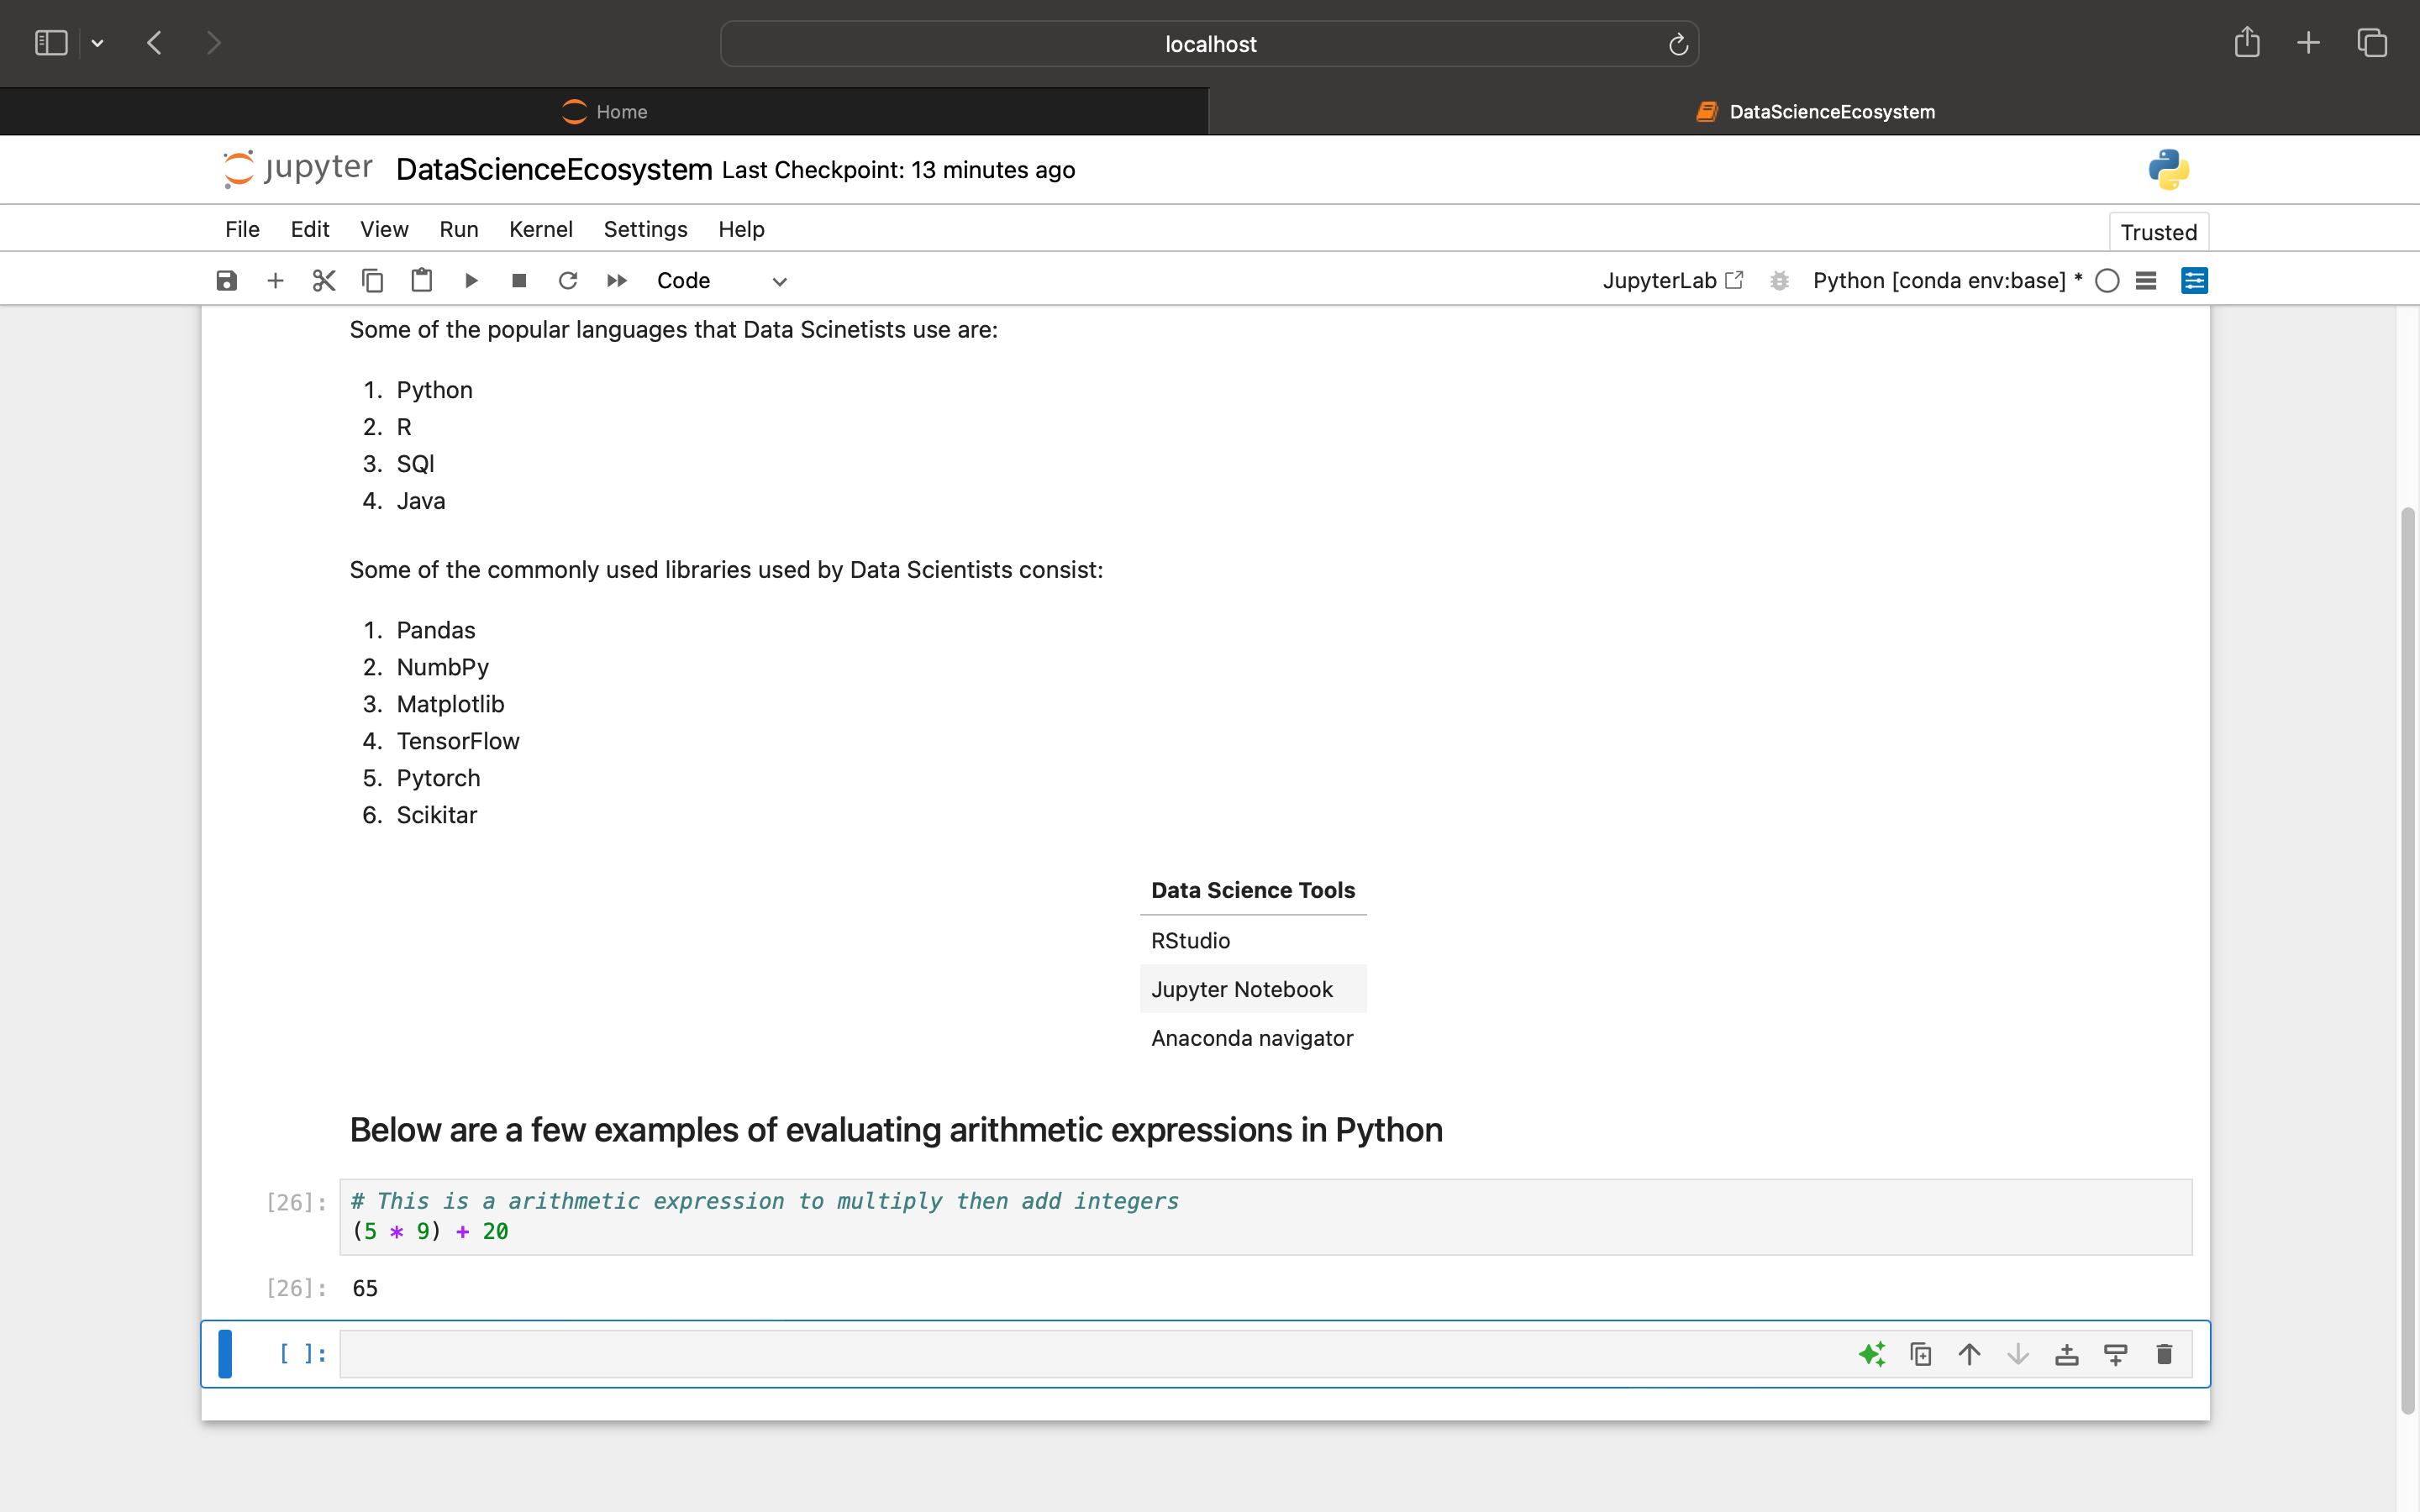 localhost
Home
DataScienceEcosystem
jupyter DataScienceEcosystem Last Checkpoint: 13 minutes ago
File Edit View Run Kernel Settings Help
Trusted
Code
JupyterLab
Python [conda env:base] *
Some of the popular languages that Data Scinetists use are:
1. Python
2. R
3. SQl
4. Java
Some of the commonly used libraries used by Data Scientists consist:
1. Pandas
2. NumbPy
3. Matplotlib
4. TensorFlow
5. Pytorch
6. Scikitar
Data Science Tools
RStudio
Jupyter Notebook
Anaconda navigator
Below are a few examples of evaluating arithmetic expressions in Python
[26]: # This is a arithmetic expression to multiply then add integers
(5 * 9) + 20
[26]: 65
[ ]: